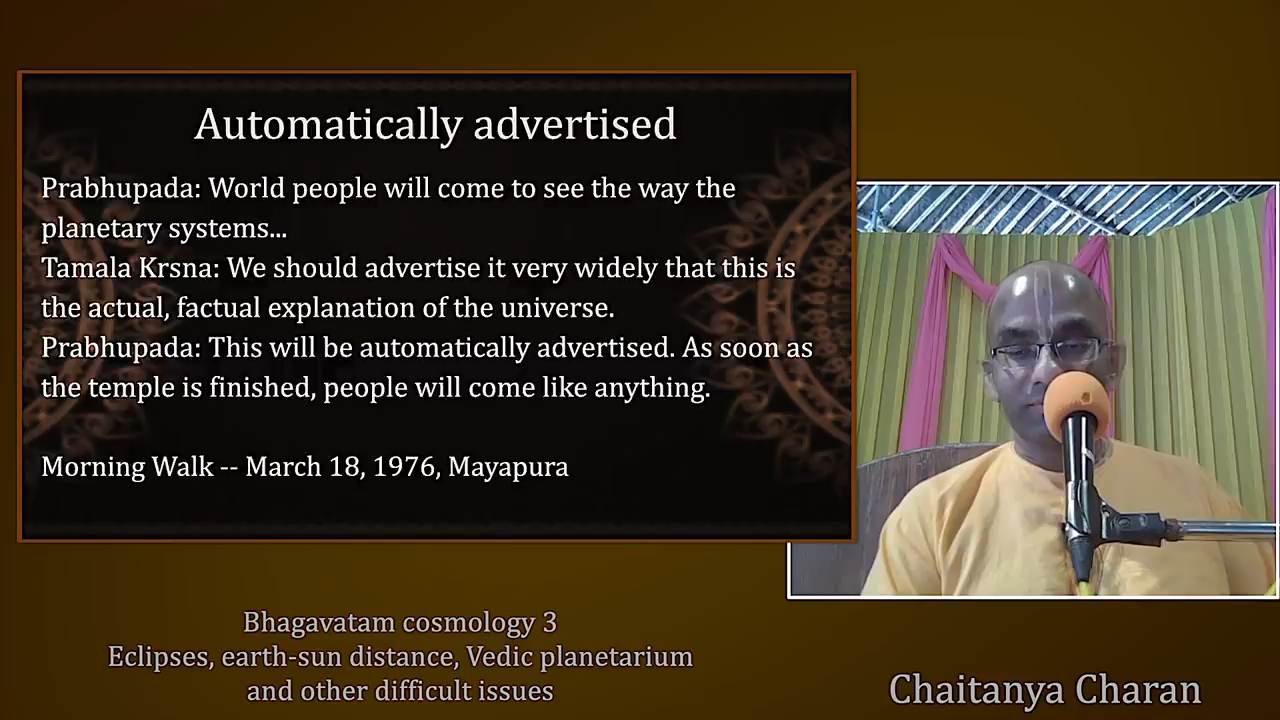 Automatically advertised
Prabhupada: World people will come to see the way the
planetary systems...
Tamala Krsna: We should advertise it very widely that this is
the actual, factual explanation of the universe.
Prabhupada: This will be automatically advertised. As soon as
the temple is finished, people will come like anything.
Morning Walk -- March 18, 1976, Mayapura
Bhagavatam cosmology 3
Eclipses, earth-sun distance, Vedic planetarium
and other difficult issues
Chaitanya Charan